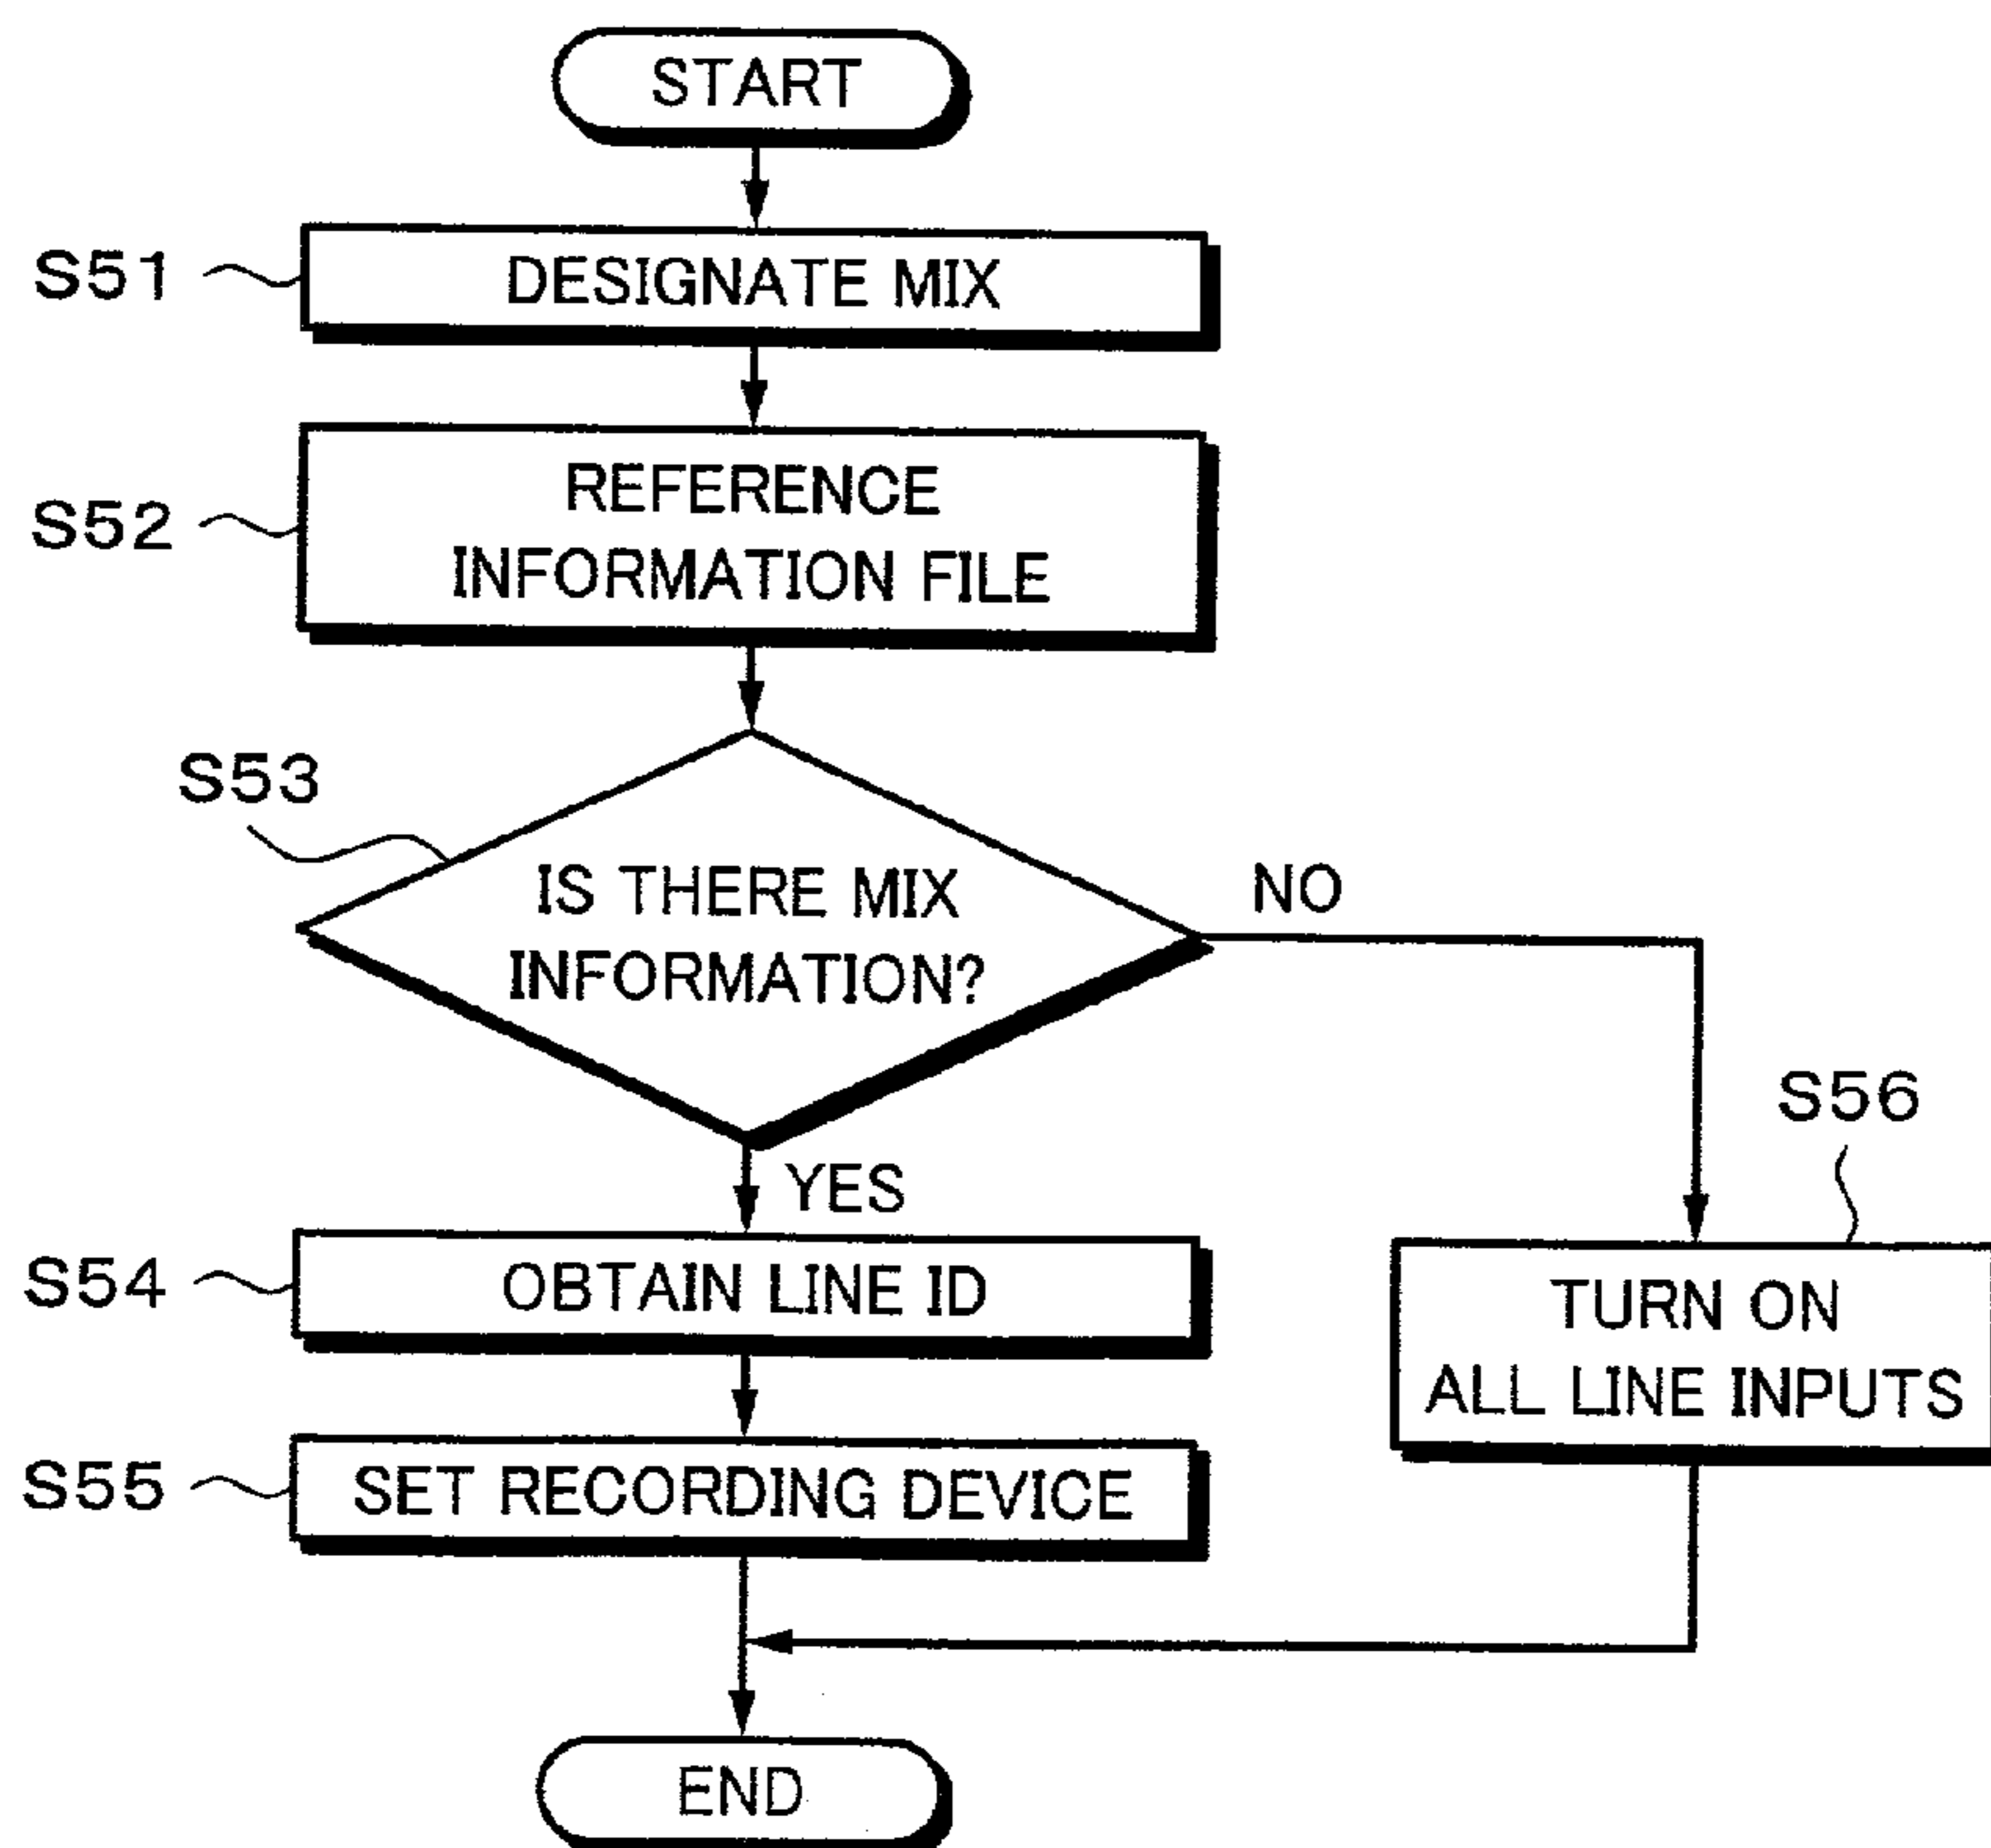 START
S51
DESIGNATE MIX
S52
REFERENCE
INFORMATION FILE
S53
IS THERE MIX
INFORMATION?
NO
YES
S54
OBTAIN LINE ID
S55
SET RECORDING DEVICE
S56
TURN ON
ALL LINE INPUTS
END